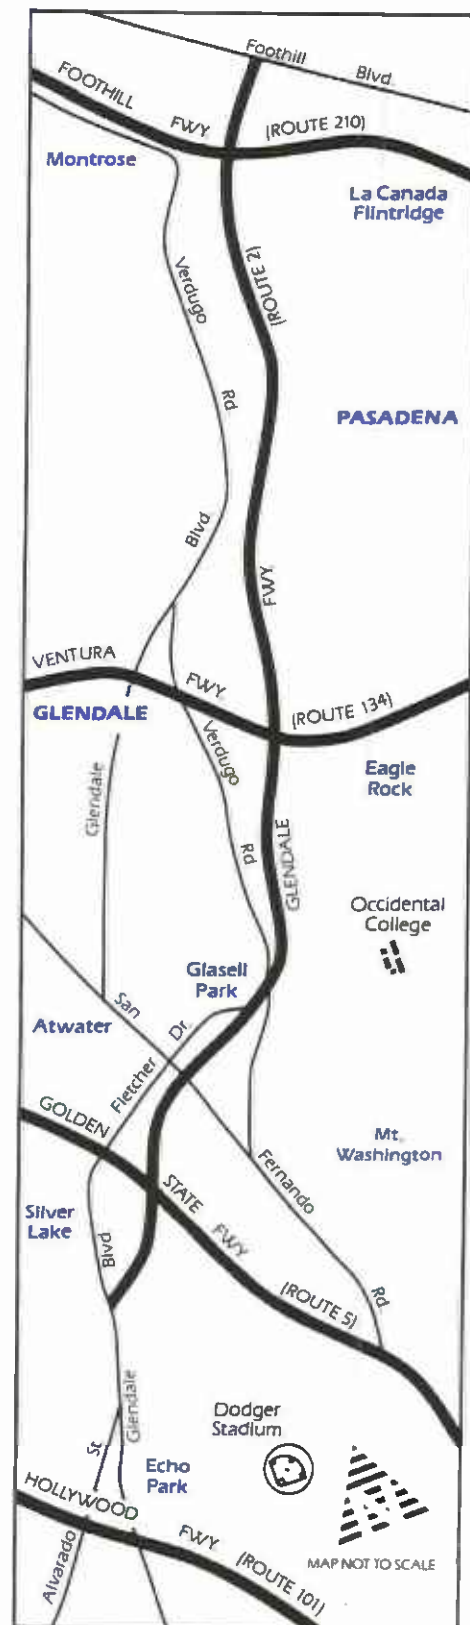 Foothill Blvd.
FOOTHILL FWY. (ROUTE 210)
Montrose
La Canada
Flintridge
(ROUTE 2)
Verdugo Rd
PASADENA
Blvd
FWY.
VENTURA FWY. (ROUTE 134)
GLENDALE
Verdugo Rd
Eagle
Rock
Glendale
GLENDALE
Occidental
College
Glasell
Park
San
Atwater
Fletcher Dr.
GOLDEN STATE FWY (ROUTE 5)
Fernando Rd.
Mt.
Washington
Silver
Lake
Blvd
Glendale
Dodger
Stadium
St
Echo
Park
HOLLYWOOD FWY (ROUTE 101)
Alvarado
MAP NOT TO SCALE